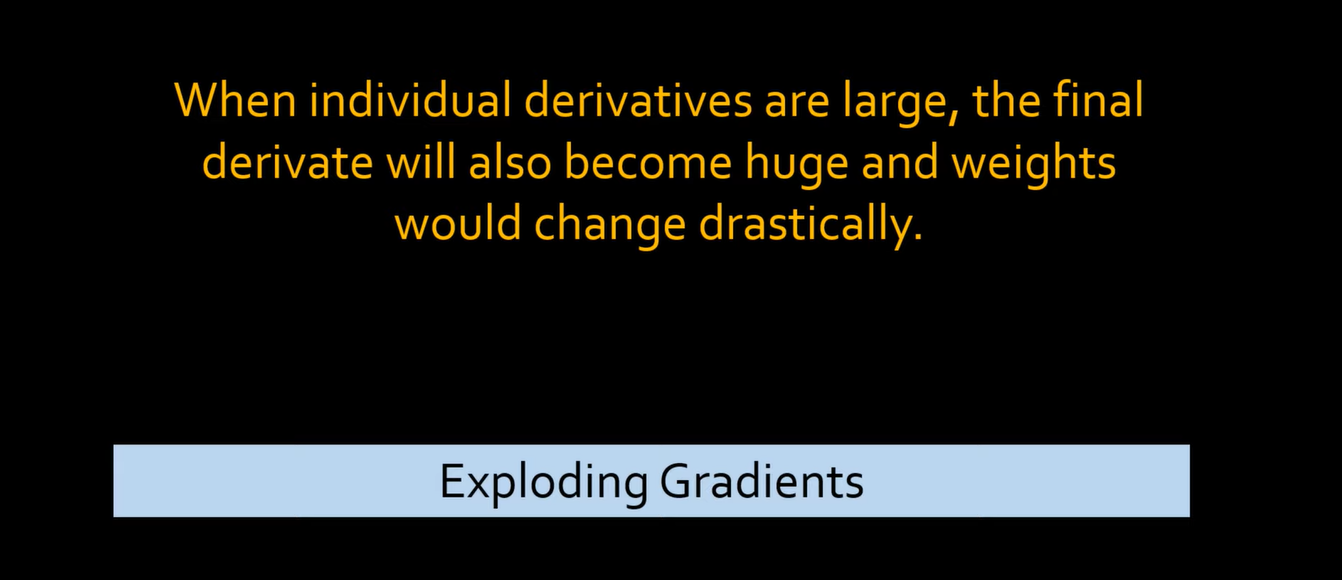 When individual derivatives are large, the final
derivate will also become huge and weights
would change drastically.
Exploding Gradients